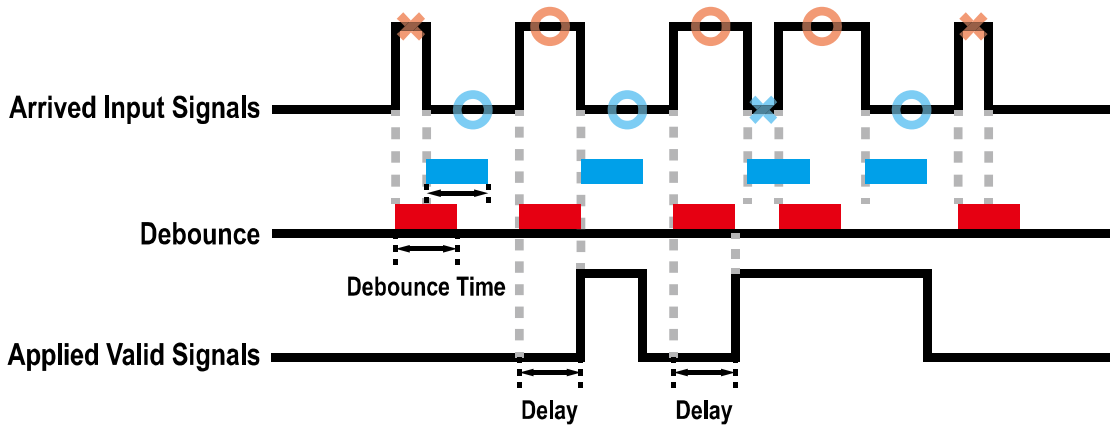 Arrived Input Signals
Debounce
Debounce Time
Applied Valid Signals
Delay
Delay